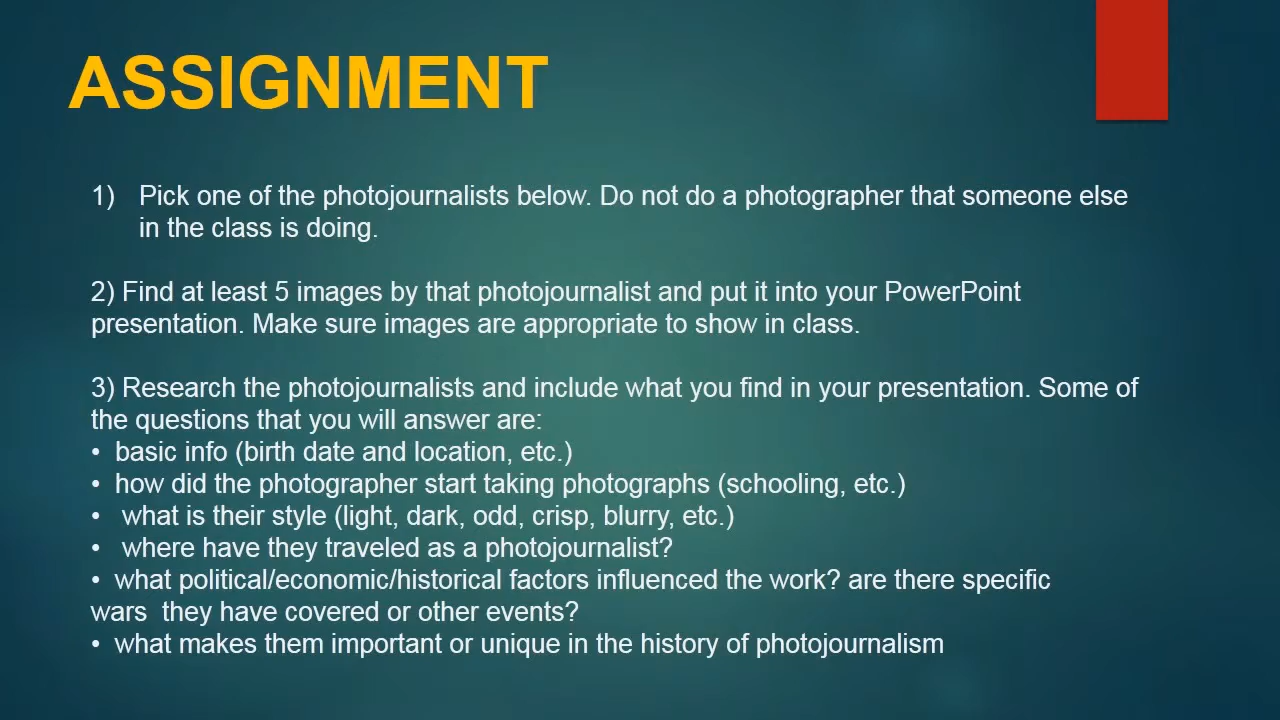 ASSIGNMENT
1) Pick one of the photojournalists below. Do not do a photographer that someone else
in the class is doing.
2) Find at least 5 images by that photojournalist and put it into your PowerPoint
presentation. Make sure images are appropriate to show in class.
3) Research the photojournalists and include what you find in your presentation. Some of
the questions that you will answer are:
• basic info (birth date and location, etc.)
• how did the photographer start taking photographs (schooling, etc.)
• what is their style (light, dark, odd, crisp, blurry, etc.)
• where have they traveled as a photojournalist?
• what political/economic/historical factors influenced the work? are there specific
wars they have covered or other events?
• what makes them important or unique in the history of photojournalism